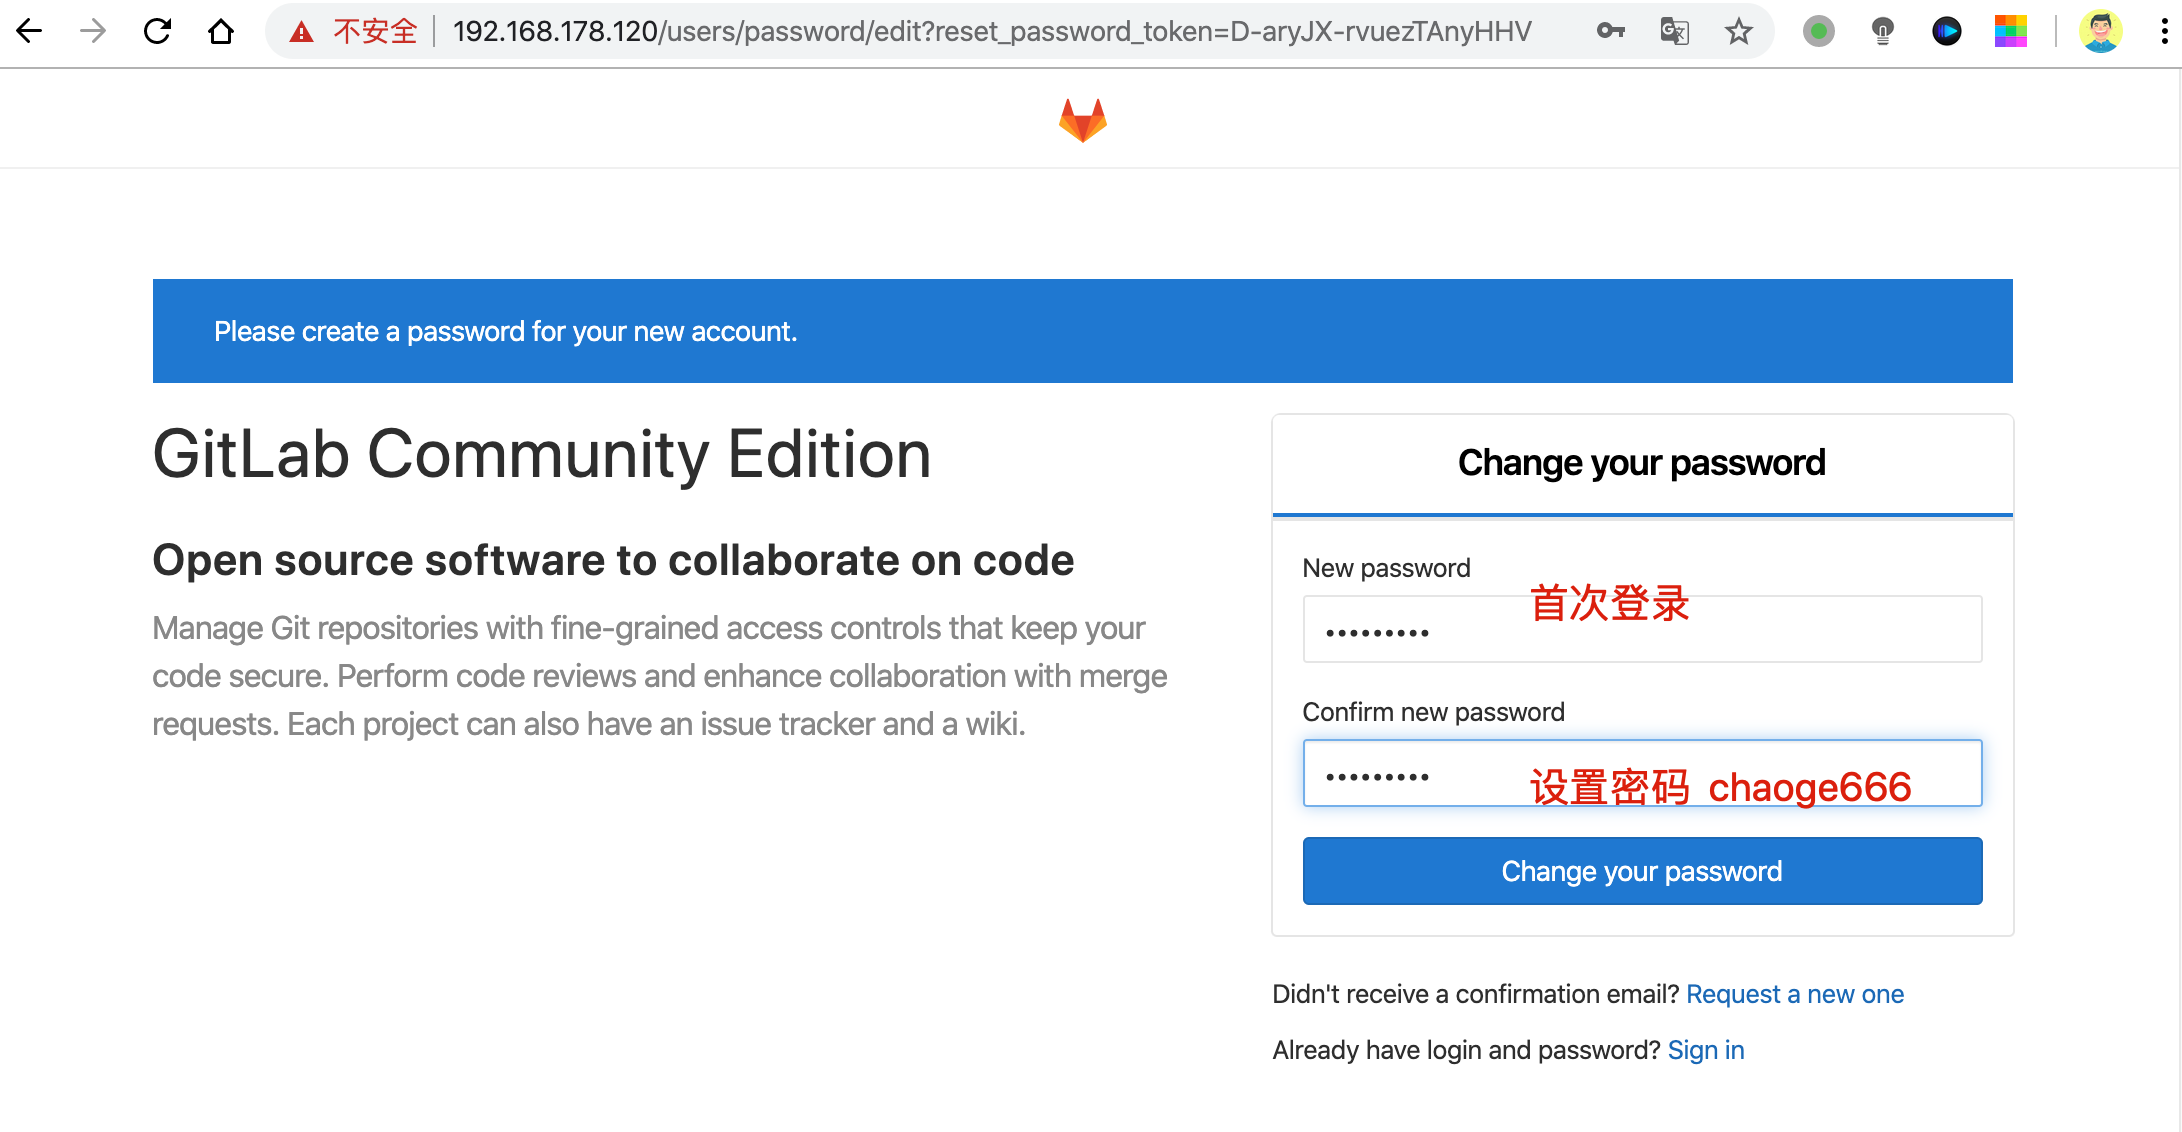 不安全 192.168.178.120/users/password/edit?reset_password_token=D-aryJX-rvuezTAnyHHV
Please create a password for your new account.
GitLab Community Edition
Open source software to collaborate on code
Manage Git repositories with fine-grained access controls that keep your
code secure. Perform code reviews and enhance collaboration with merge
requests. Each project can also have an issue tracker and a wiki.
Change your password
New password
首次登录
•••••••••
Confirm new password
••••••••• 设置密码 chaoge666
Change your password
Didn't receive a confirmation email? Request a new one
Already have login and password? Sign in